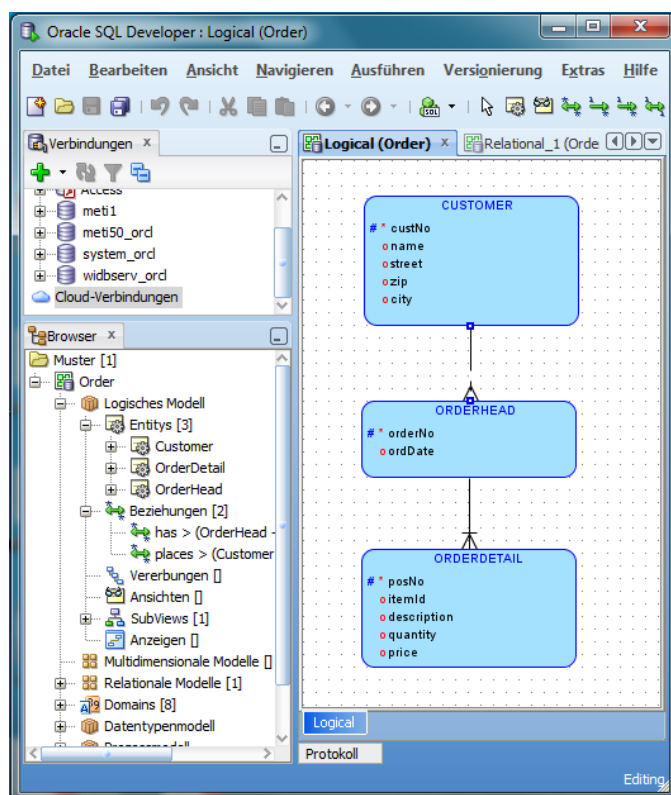 Oracle SQL Developer : Logical (Order)
Datei Bearbeiten Ansicht Navigieren Ausführen Versionierung Extras Hilfe
SQL
Verbindungen x
Access
meti1
meti50_orcl
system_orcl
widbserv_orcl
Cloud-Verbindungen
Browser x
Muster [1]
Order
Logisches Modell
Entitys [3]
Customer
OrderDetail
OrderHead
Beziehungen [2]
has > (OrderHead -
places > (Customer
Vererbungen []
Ansichten []
SubViews [1]
Anzeigen []
Multidimensionale Modelle []
Relationale Modelle [1]
Domains [8]
Datentypenmodell
Prozessmodell
Logical (Order) x Relational_1 (Orde
CUSTOMER
# * custNo
o name
o street
o zip
o city
ORDERHEAD
# * orderNo
o ordDate
ORDERDETAIL
# * posNo
o itemId
o description
o quantity
o price
Logical
Protokoll
Editing